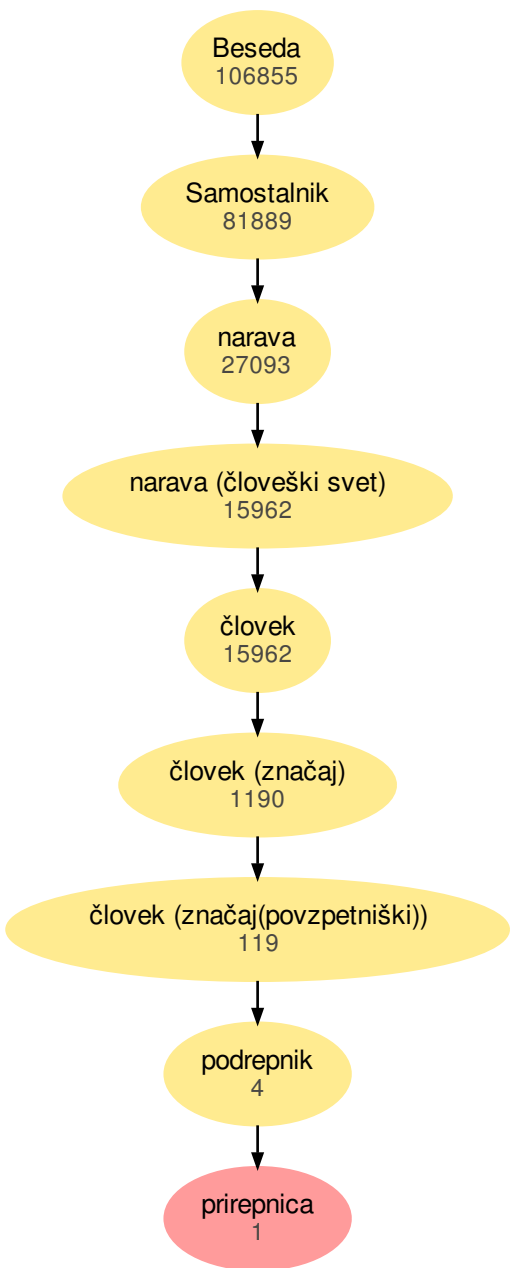 Beseda
106855
Samostalnik
81889
narava
27093
narava (človeški svet)
15962
človek
15962
človek (značaj)
1190
človek (značaj(povzpetniški))
119
podrepnik
4
prirepnica
1